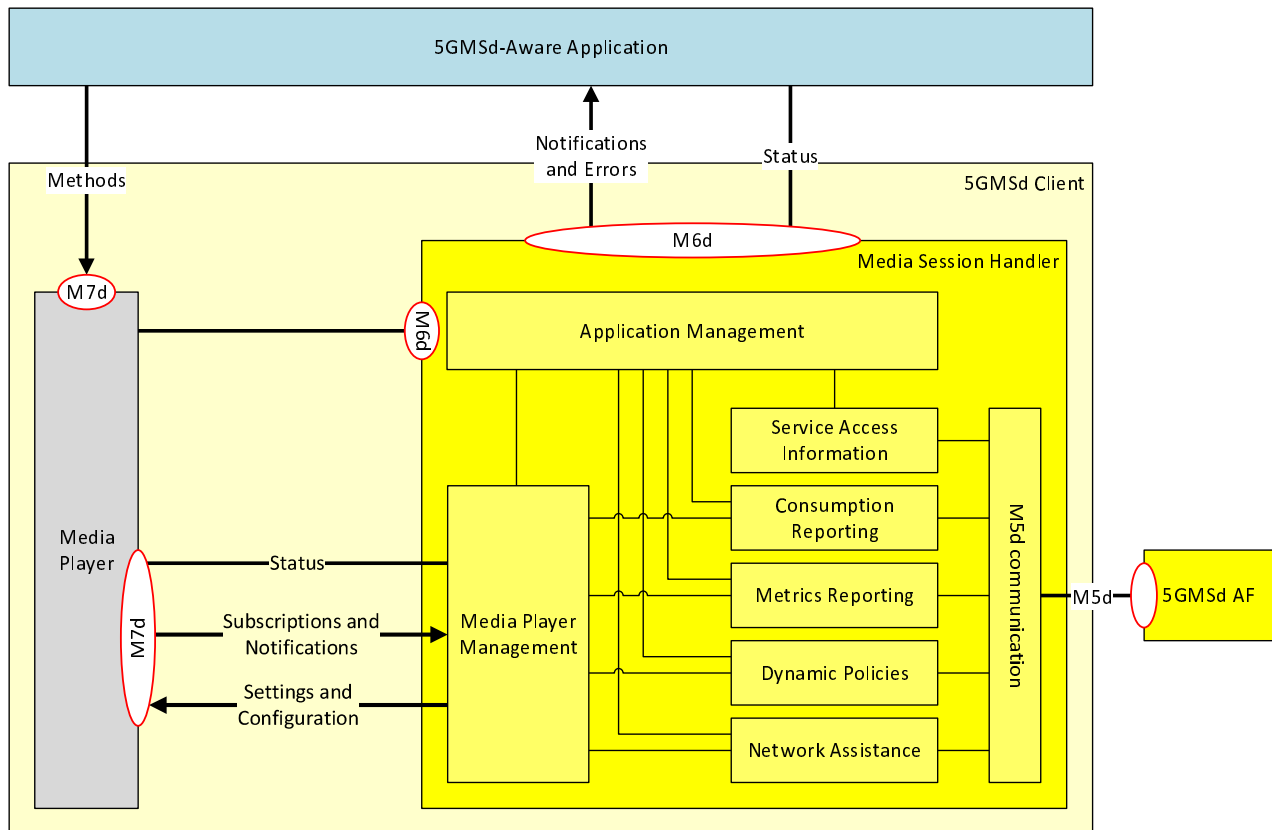 5GMSd-Aware Application
Notifications
and Errors
Status
Methods
5GMSd Client
M6d
Media Session Handler
M7d
M6d
Application Management
Service Access
Information
Consumption
Reporting
Media
Player
Status
M7d
Subscriptions and
Notifications
Settings and
Configuration
Media Player
Management
Metrics Reporting
Dynamic Policies
Network Assistance
M5d communication
M5d
5GMSd AF